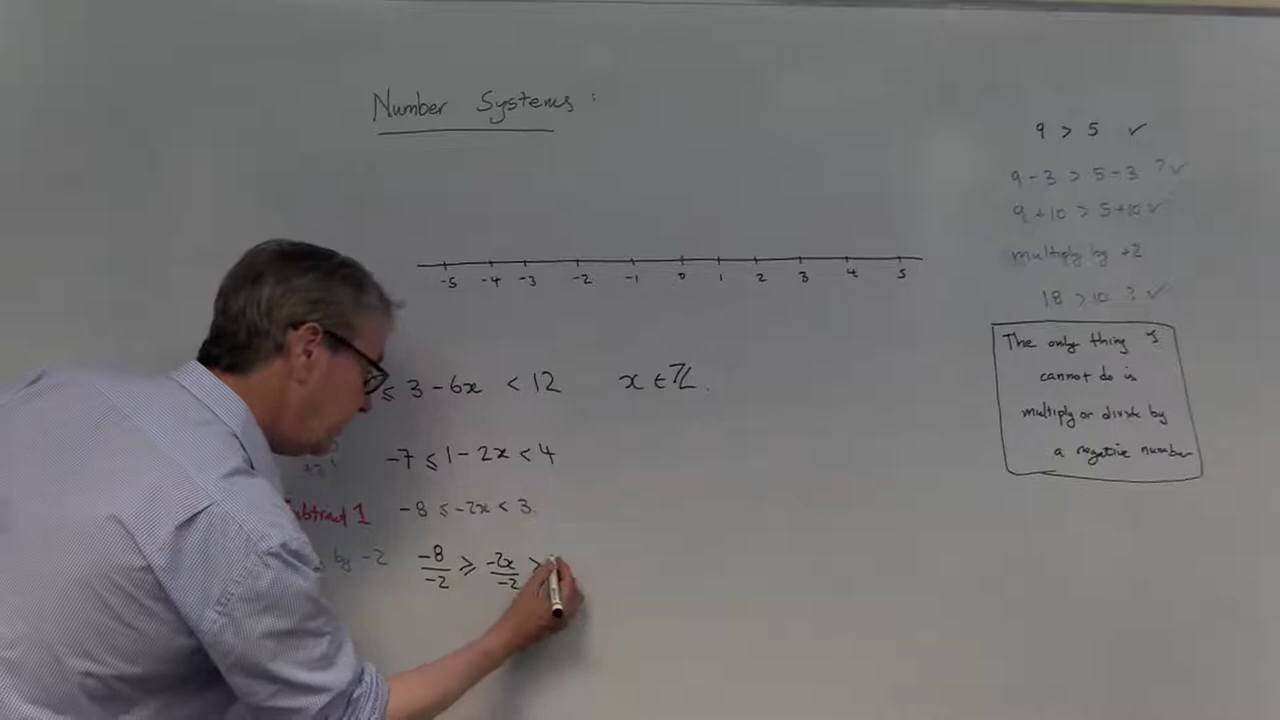 Number Systems:
9 > 5 ✓
9 - 3 > 5 - 3 ? ✓
9 + 10 > 5 + 10 ✓
multiply by +2
18 > 10 ? ✓
-5 -4 -3 -2 -1 0 1 2 3 4 5
The only thing I
cannot do is
multiply or divide by
a negative number
≤ 3 - 6x < 12 x ∈ ℤ.
-7 ≤ 1 - 2x < 4
Subtract 1 -8 ≤ -2x < 3.
by -2 -8/-2 ≥ -2x/-2 >